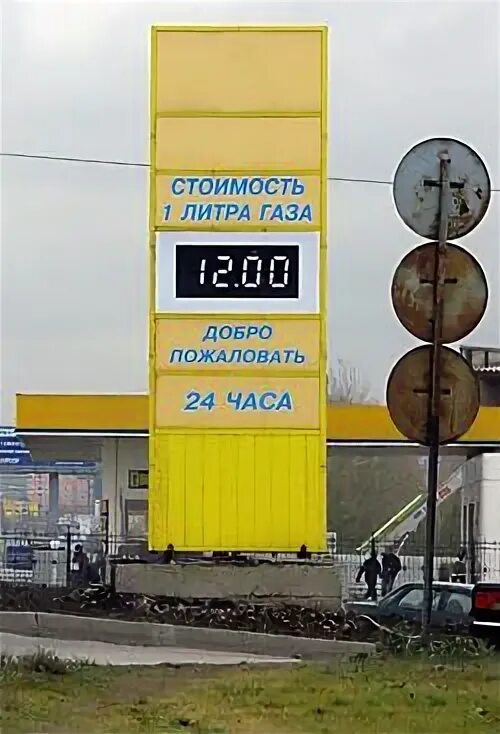 СТОИМОСТЬ
1 ЛИТРА ГАЗА
12.00
ДОБРО
ПОЖАЛОВАТЬ
24 ЧАСА